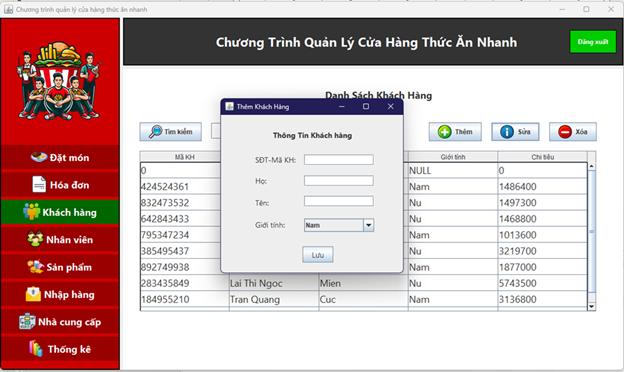 Chương trình quản lý cửa hàng thức ăn nhanh
Chương Trình Quản Lý Cửa Hàng Thức Ăn Nhanh
Đăng xuất
Danh Sách Khách Hàng
Tìm kiếm
Thêm
Sửa
Xóa
Đặt món
Hóa đơn
Khách hàng
Nhân viên
Sản phẩm
Nhập hàng
Nhà cung cấp
Thống kê
Mã KH Giới tính Chi tiêu
0 NULL 0
424524361 Nam 1486400
832473532 Nu 1497300
642843433 Nu 1468800
795347234 Nam 1013600
385495437 Nu 3219700
892749938 Nam 1877000
283435849 Lai Thi Ngoc Mien Nu 5743500
184955210 Tran Quang Cuc Nam 3136800
Thêm Khách Hàng
Thông Tin Khách hàng
SĐT-Mã KH:
Họ:
Tên:
Giới tính: Nam
Lưu